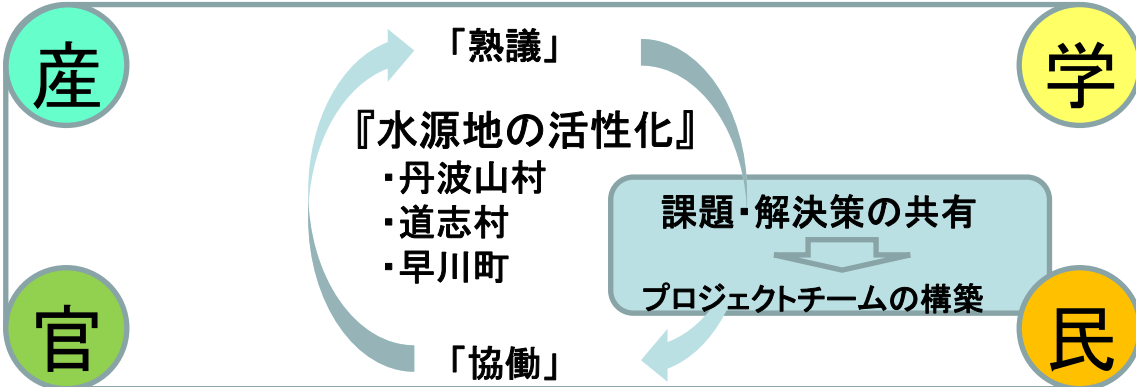 産
学
「熟議」
『水源地の活性化』
・丹波山村
・道志村
・早川町
課題・解決策の共有
プロジェクトチームの構築
官
民
「協働」